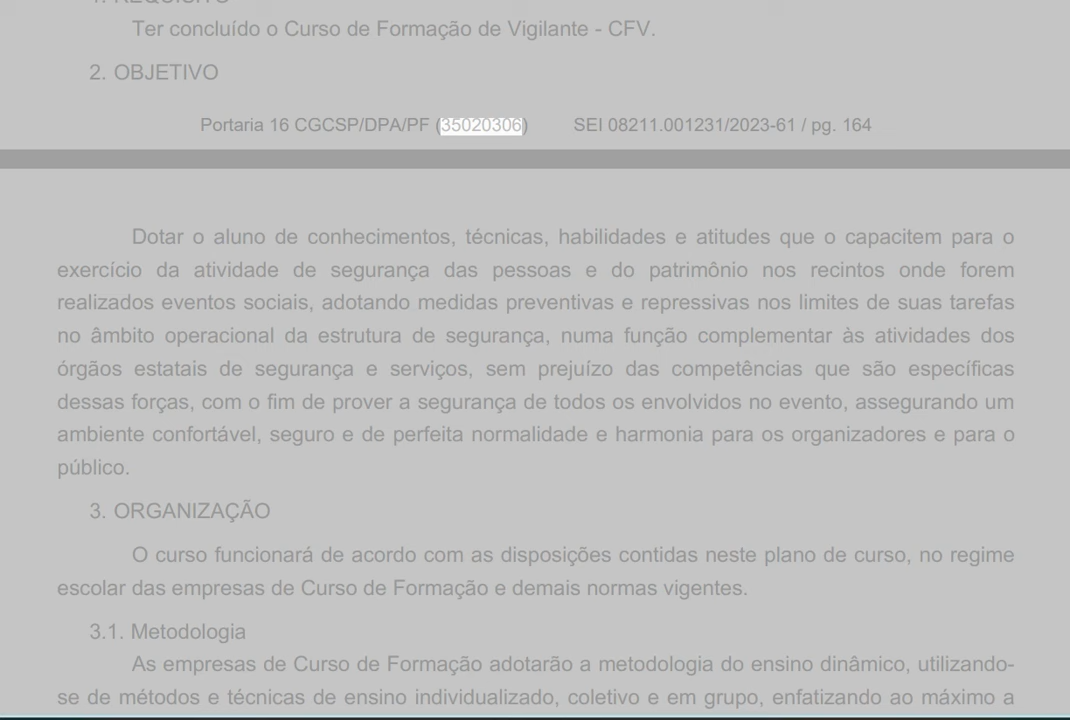 1. REQUISITO
Ter concluído o Curso de Formação de Vigilante - CFV.
2. OBJETIVO
Portaria 16 CGCSP/DPA/PF (35020306) SEI 08211.001231/2023-61 / pg. 164
Dotar o aluno de conhecimentos, técnicas, habilidades e atitudes que o capacitem para o
exercício da atividade de segurança das pessoas e do patrimônio nos recintos onde forem
realizados eventos sociais, adotando medidas preventivas e repressivas nos limites de suas tarefas
no âmbito operacional da estrutura de segurança, numa função complementar às atividades dos
órgãos estatais de segurança e serviços, sem prejuízo das competências que são específicas
dessas forças, com o fim de prover a segurança de todos os envolvidos no evento, assegurando um
ambiente confortável, seguro e de perfeita normalidade e harmonia para os organizadores e para o
público.
3. ORGANIZAÇÃO
O curso funcionará de acordo com as disposições contidas neste plano de curso, no regime
escolar das empresas de Curso de Formação e demais normas vigentes.
3.1. Metodologia
As empresas de Curso de Formação adotarão a metodologia do ensino dinâmico, utilizando-
se de métodos e técnicas de ensino individualizado, coletivo e em grupo, enfatizando ao máximo a